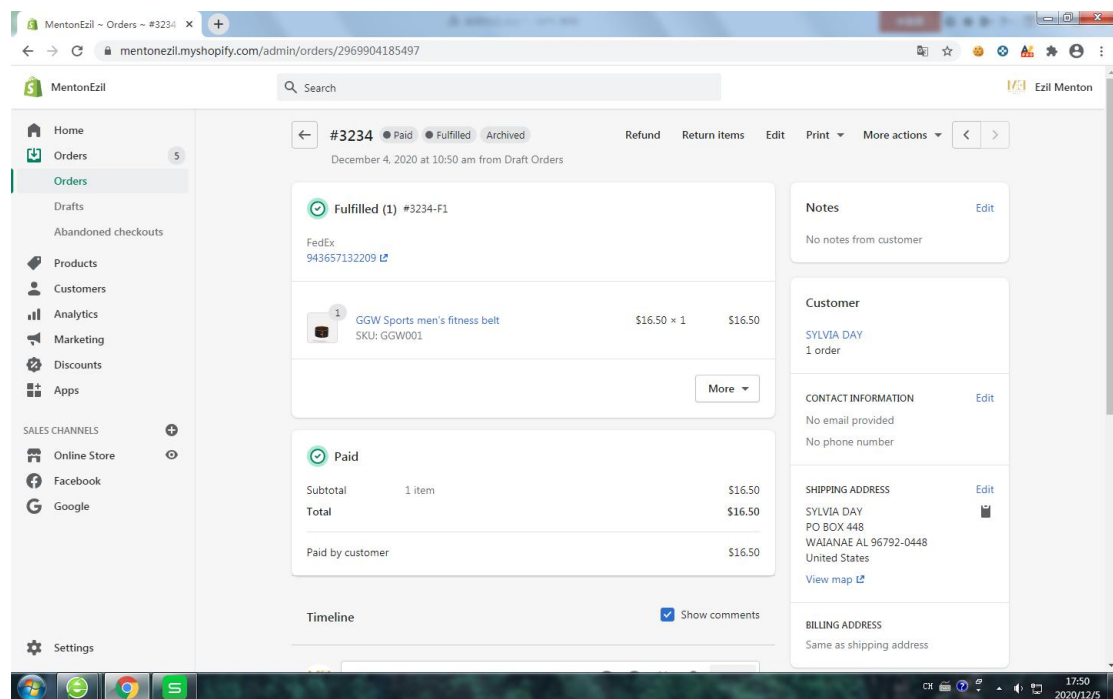 MentonEzil ~ Orders ~ #3234
mentonezil.myshopify.com/admin/orders/2969904185497
MentonEzil
Search
Ezil Menton
Home
Orders 5
Orders
Drafts
Abandoned checkouts
Products
Customers
Analytics
Marketing
Discounts
Apps
SALES CHANNELS
Online Store
Facebook
Google
Settings
#3234 Paid Fulfilled Archived Refund Return items Edit Print More actions
December 4, 2020 at 10:50 am from Draft Orders
Fulfilled (1) #3234-F1
FedEx
943657132209
1
GGW Sports men's fitness belt $16.50 × 1 $16.50
SKU: GGW001
More
Paid
Subtotal 1 item $16.50
Total $16.50
Paid by customer $16.50
Timeline Show comments
Notes Edit
No notes from customer
Customer
SYLVIA DAY
1 order
CONTACT INFORMATION Edit
No email provided
No phone number
SHIPPING ADDRESS Edit
SYLVIA DAY
PO BOX 448
WAIANAE AL 96792-0448
United States
View map
BILLING ADDRESS
Same as shipping address
CH
17:50
2020/12/5